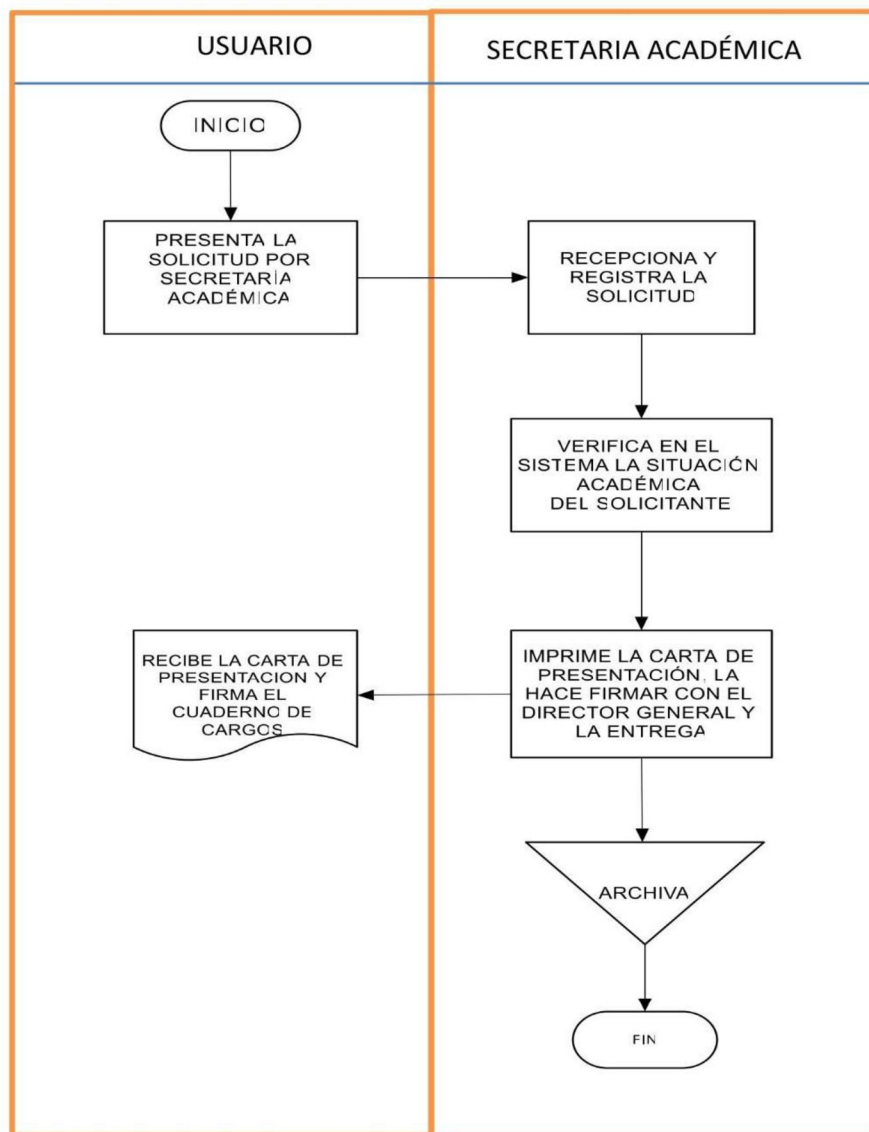 USUARIO
SECRETARIA ACADÉMICA
INICIO
PRESENTA LA
SOLICITUD POR
SECRETARÍA
ACADÉMICA
RECEPCIONA Y
REGISTRA LA
SOLICITUD
VERIFICA EN EL
SISTEMA LA SITUACIÓN
ACADÉMICA
DEL SOLICITANTE
IMPRIME LA CARTA DE
PRESENTACIÓN, LA
HACE FIRMAR CON EL
DIRECTOR GENERAL Y
LA ENTREGA
RECIBE LA CARTA DE
PRESENTACION Y
FIRMA EL
CUADERNO DE
CARGOS
ARCHIVA
FIN